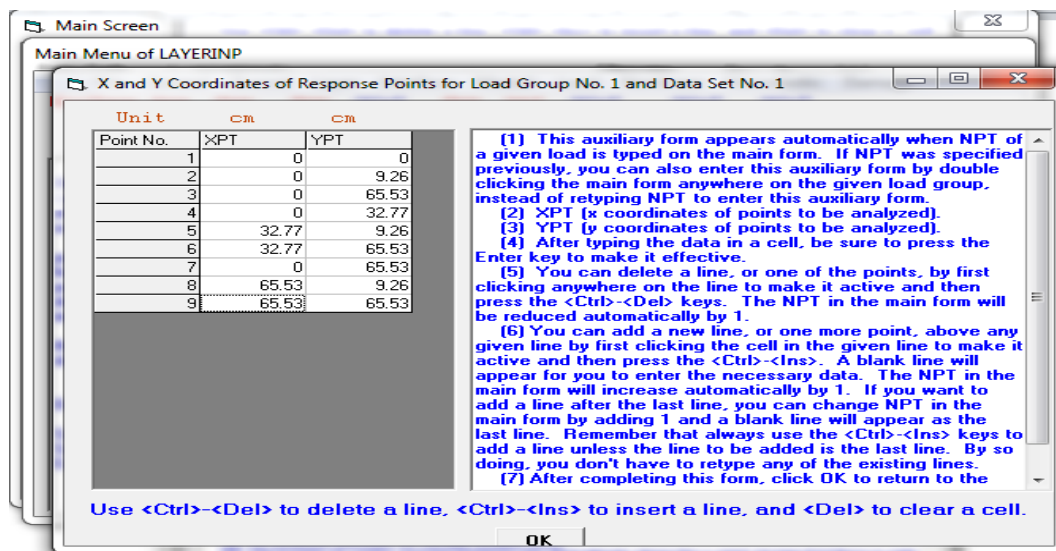 Main Screen
Main Menu of LAYERINP
X and Y Coordinates of Response Points for Load Group No. 1 and Data Set No. 1
Unit cm cm
Point No. XPT YPT
1 0 0
2 0 9.26
3 0 65.53
4 0 32.77
5 32.77 9.26
6 32.77 65.53
7 0 65.53
8 65.53 9.26
9 65.53 65.53
(1) This auxiliary form appears automatically when NPT of
a given load is typed on the main form. If NPT was specified
previously, you can also enter this auxiliary form by double
clicking the main form anywhere on the given load group,
instead of retyping NPT to enter this auxiliary form.
(2) XPT (x coordinates of points to be analyzed).
(3) YPT (y coordinates of points to be analyzed).
(4) After typing the data in a cell, be sure to press the
Enter key to make it effective.
(5) You can delete a line, or one of the points, by first
clicking anywhere on the line to make it active and then
press the <Ctrl>-<Del> keys. The NPT in the main form will
be reduced automatically by 1.
(6) You can add a new line, or one more point, above any
given line by first clicking the cell in the given line to make it
active and then press the <Ctrl>-<Ins>. A blank line will
appear for you to enter the necessary data. The NPT in the
main form will increase automatically by 1. If you want to
add a line after the last line, you can change NPT in the
main form by adding 1 and a blank line will appear as the
last line. Remember that always use the <Ctrl>-<Ins> keys to
add a line unless the line to be added is the last line. By so
doing, you don't have to retype any of the existing lines.
(7) After completing this form, click OK to return to the
Use <Ctrl>-<Del> to delete a line, <Ctrl>-<Ins> to insert a line, and <Del> to clear a cell.
OK